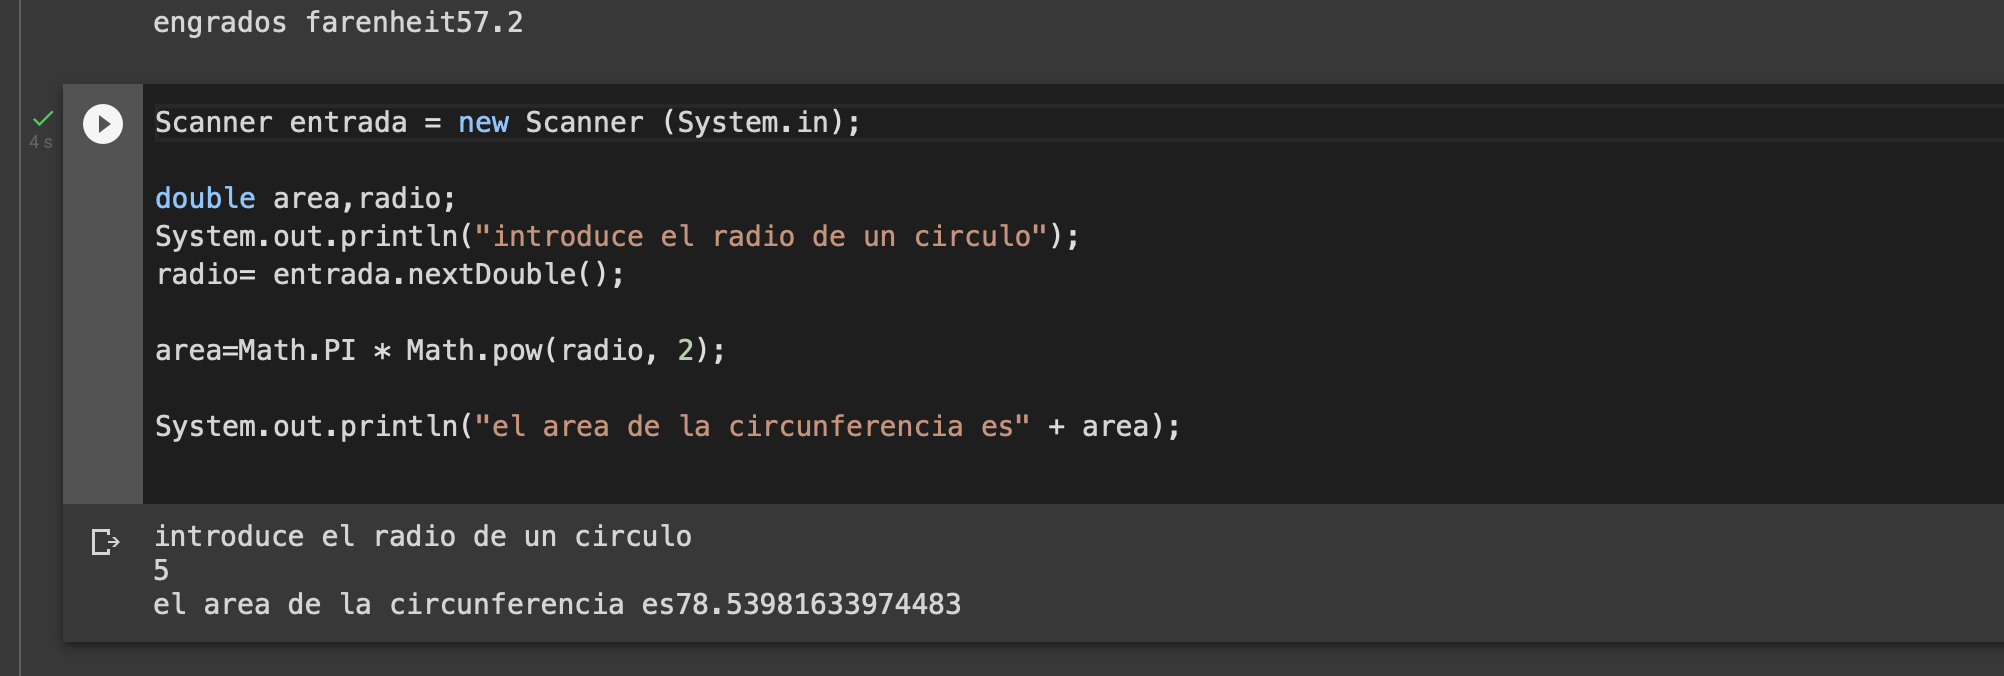 engrados farenheit57.2
4 s
Scanner entrada = new Scanner (System.in);
double area,radio;
System.out.println("introduce el radio de un circulo");
radio= entrada.nextDouble();
area=Math.PI * Math.pow(radio, 2);
System.out.println("el area de la circunferencia es" + area);
introduce el radio de un circulo
5
el area de la circunferencia es78.53981633974483